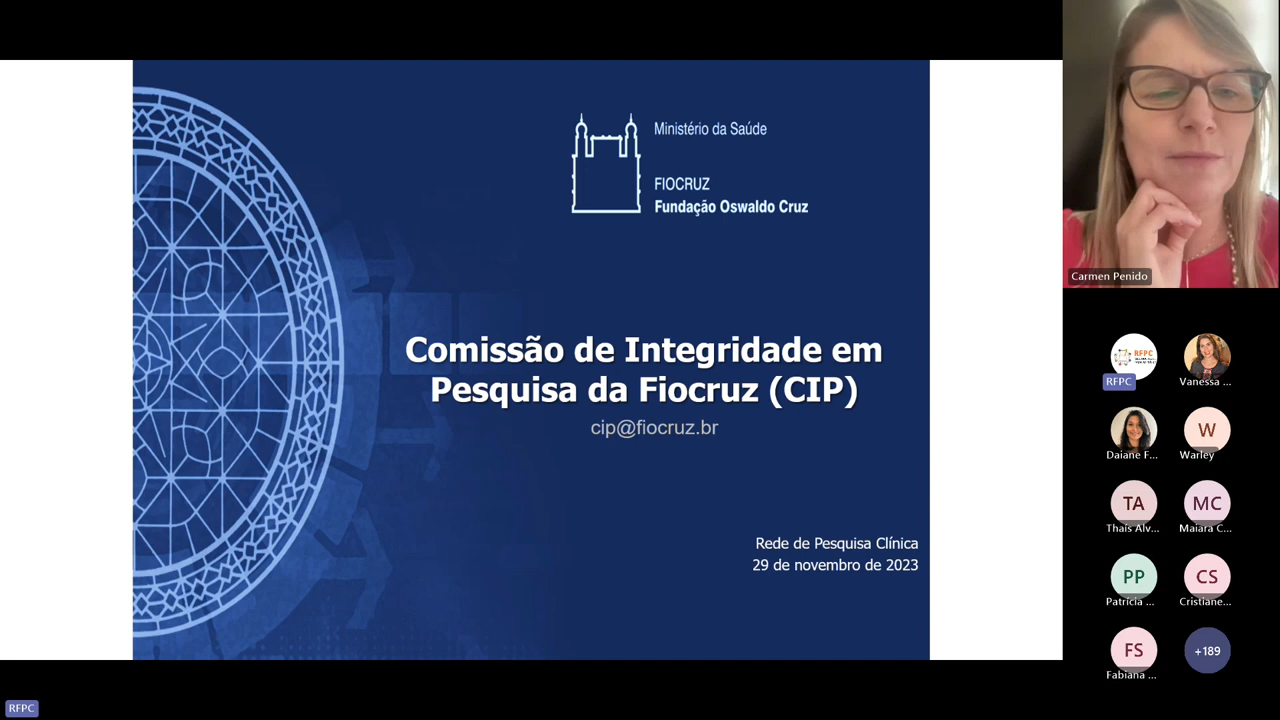 Ministério da Saúde
FIOCRUZ
Fundação Oswaldo Cruz
Comissão de Integridade em
Pesquisa da Fiocruz (CIP)
cip@fiocruz.br
Rede de Pesquisa Clínica
29 de novembro de 2023
Carmen Penido
RFPC
RFPC
Vanessa ...
Daiane F...
W
Warley
TA
Thaís Alv...
MC
Maiara C...
PP
Patrícia ...
CS
Cristiane...
FS
Fabiana ...
+189
RFPC